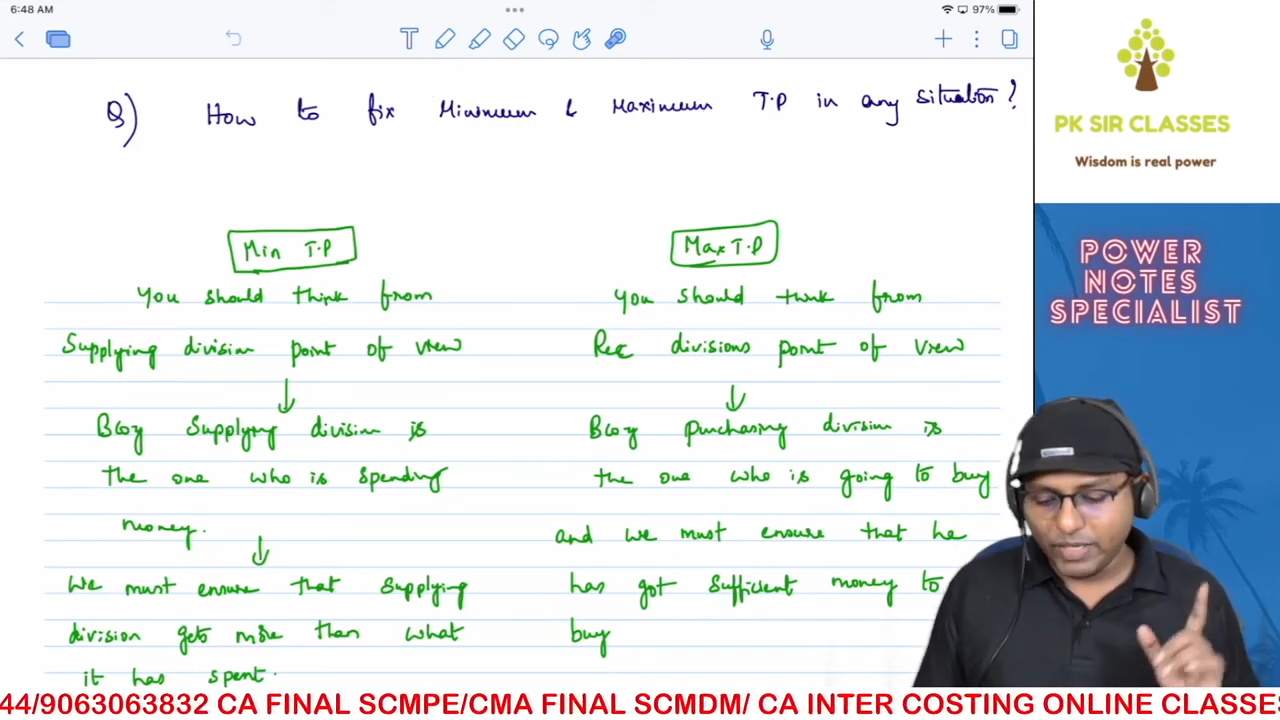 6:48 AM
97%
Q) How to fix Minimum & Maximum T.P in any situation?
Min T.P
You should think from
Supplying division point of view
Bcoz Supplying division is
the one who is spending
money.
We must ensure that supplying
division gets more than what
it has spent.
Max T.P
You should think from
Rec divisions point of view
Bcoz purchasing division is
the one who is going to buy
and we must ensure that he
has got sufficient money to
buy
PK SIR CLASSES
Wisdom is real power
POWER
NOTES
SPECIALIST
44/9063063832 CA FINAL SCMPE/CMA FINAL SCMDM/ CA INTER COSTING ONLINE CLASSES